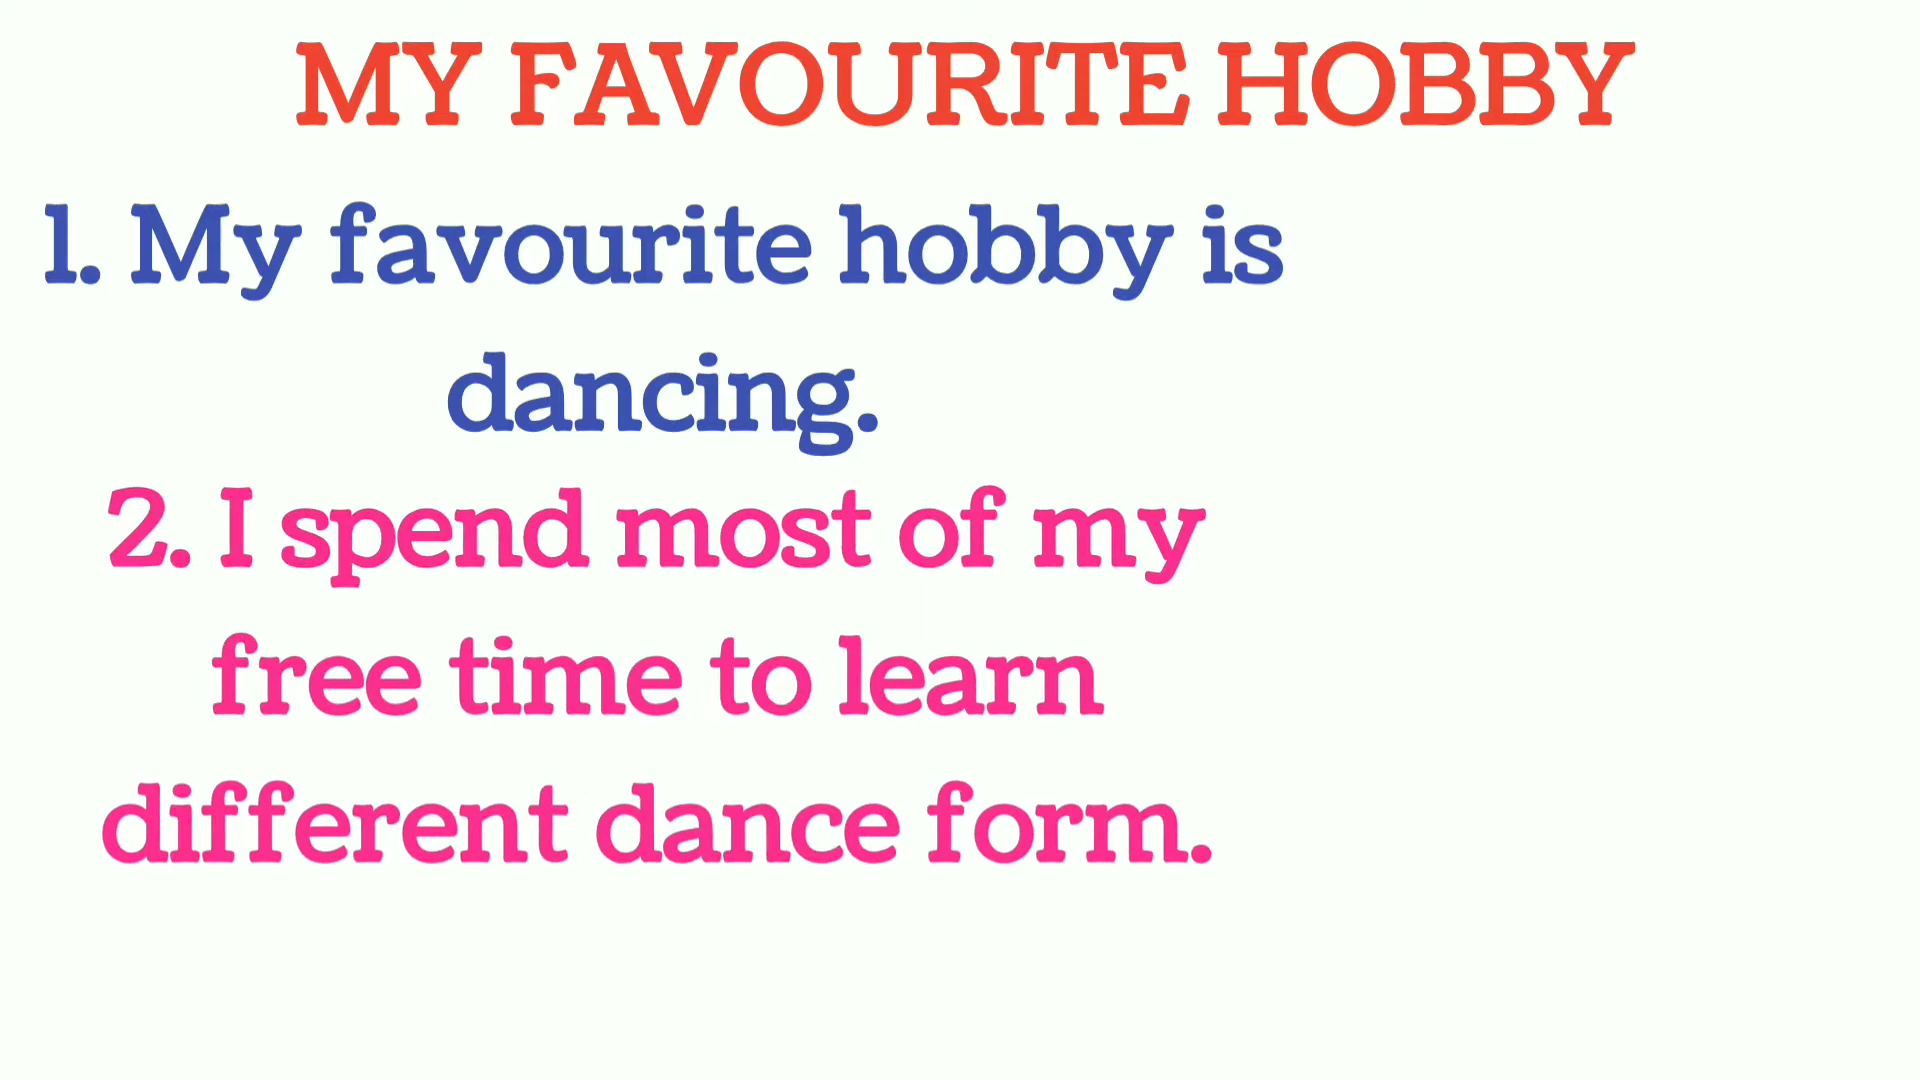 MY FAVOURITE HOBBY
1. My favourite hobby is
dancing.
2. I spend most of my
free time to learn
different dance form.